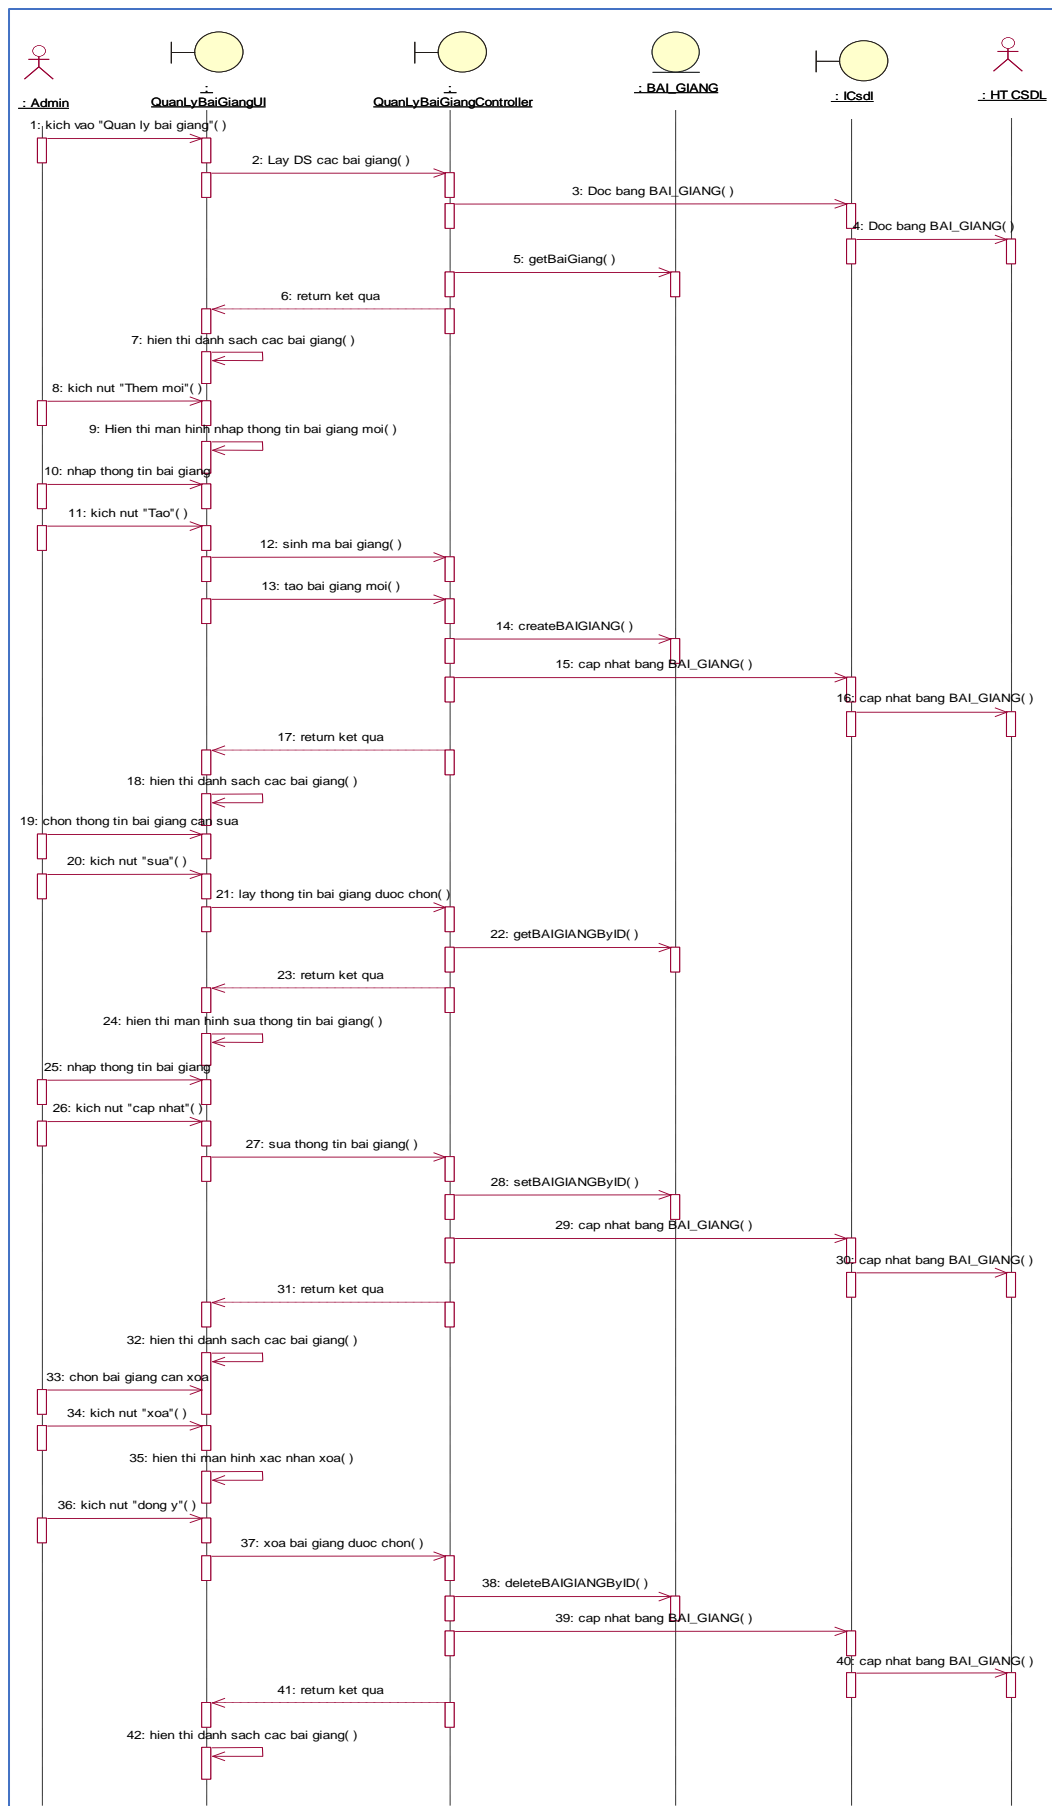 :
QuanLyBaiGiangUI
:
QuanLyBaiGiangController
: BAI_GIANG
: ICsdl
: HT CSDL
: Admin
1: kich vao "Quan ly bai giang"( )
2: Lay DS cac bai giang( )
3: Doc bang BAI_GIANG( )
4: Doc bang BAI_GIANG( )
5: getBaiGiang( )
6: return ket qua
7: hien thi danh sach cac bai giang( )
8: kich nut "Them moi"( )
9: Hien thi man hinh nhap thong tin bai giang moi( )
10: nhap thong tin bai giang
11: kich nut "Tao"( )
12: sinh ma bai giang( )
13: tao bai giang moi( )
14: createBAIGIANG( )
15: cap nhat bang BAI_GIANG( )
16: cap nhat bang BAI_GIANG( )
17: return ket qua
18: hien thi danh sach cac bai giang( )
19: chon thong tin bai giang can sua
20: kich nut "sua"( )
21: lay thong tin bai giang duoc chon( )
22: getBAIGIANGByID( )
23: return ket qua
24: hien thi man hinh sua thong tin bai giang( )
25: nhap thong tin bai giang
26: kich nut "cap nhat"( )
27: sua thong tin bai giang( )
28: setBAIGIANGByID( )
29: cap nhat bang BAI_GIANG( )
30: cap nhat bang BAI_GIANG( )
31: return ket qua
32: hien thi danh sach cac bai giang( )
33: chon bai giang can xoa
34: kich nut "xoa"( )
35: hien thi man hinh xac nhan xoa( )
36: kich nut "dong y"( )
37: xoa bai giang duoc chon( )
38: deleteBAIGIANGByID( )
39: cap nhat bang BAI_GIANG( )
40: cap nhat bang BAI_GIANG( )
41: return ket qua
42: hien thi danh sach cac bai giang( )